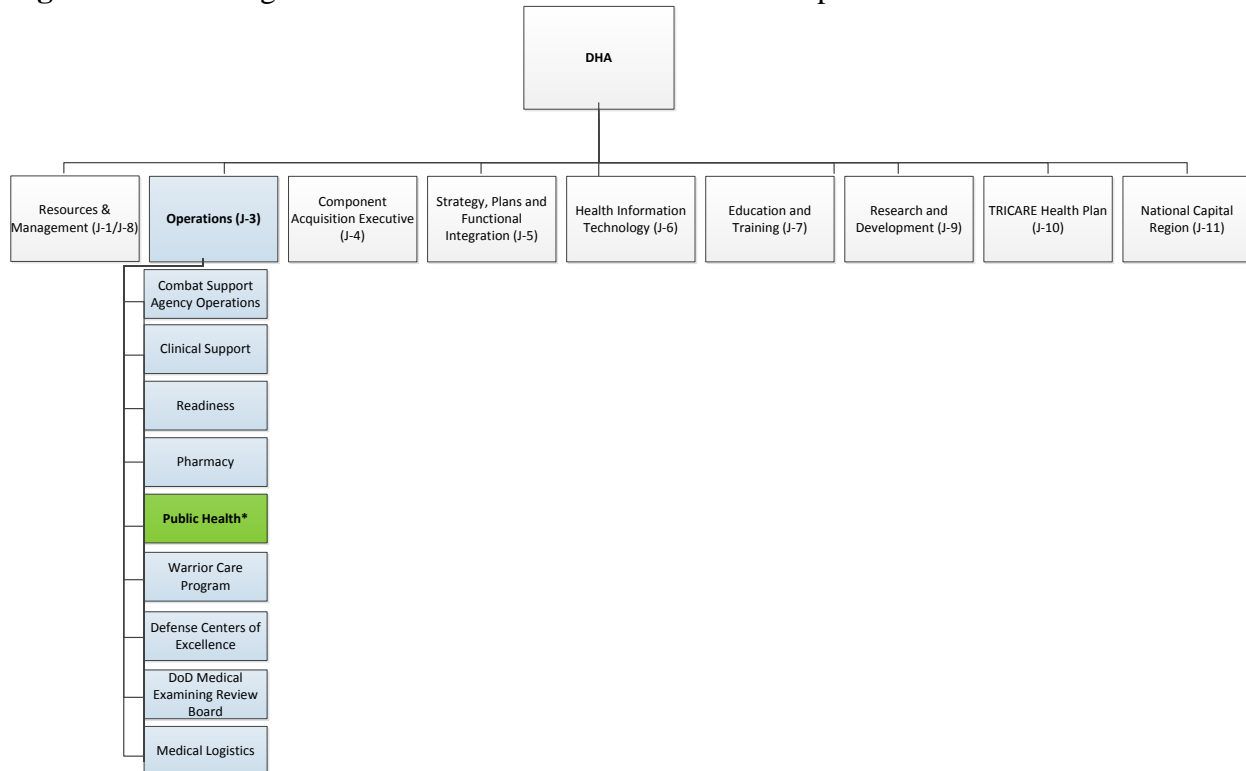 DHA
Resources &
Management (J-1/J-8)
Operations (J-3)
Component
Acquisition Executive
(J-4)
Strategy, Plans and
Functional
Integration (J-5)
Health Information
Technology (J-6)
Education and
Training (J-7)
Research and
Development (J-9)
TRICARE Health Plan
(J-10)
National Capital
Region (J-11)
Combat Support
Agency Operations
Clinical Support
Readiness
Pharmacy
Public Health*
Warrior Care
Program
Defense Centers of
Excellence
DoD Medical
Examining Review
Board
Medical Logistics